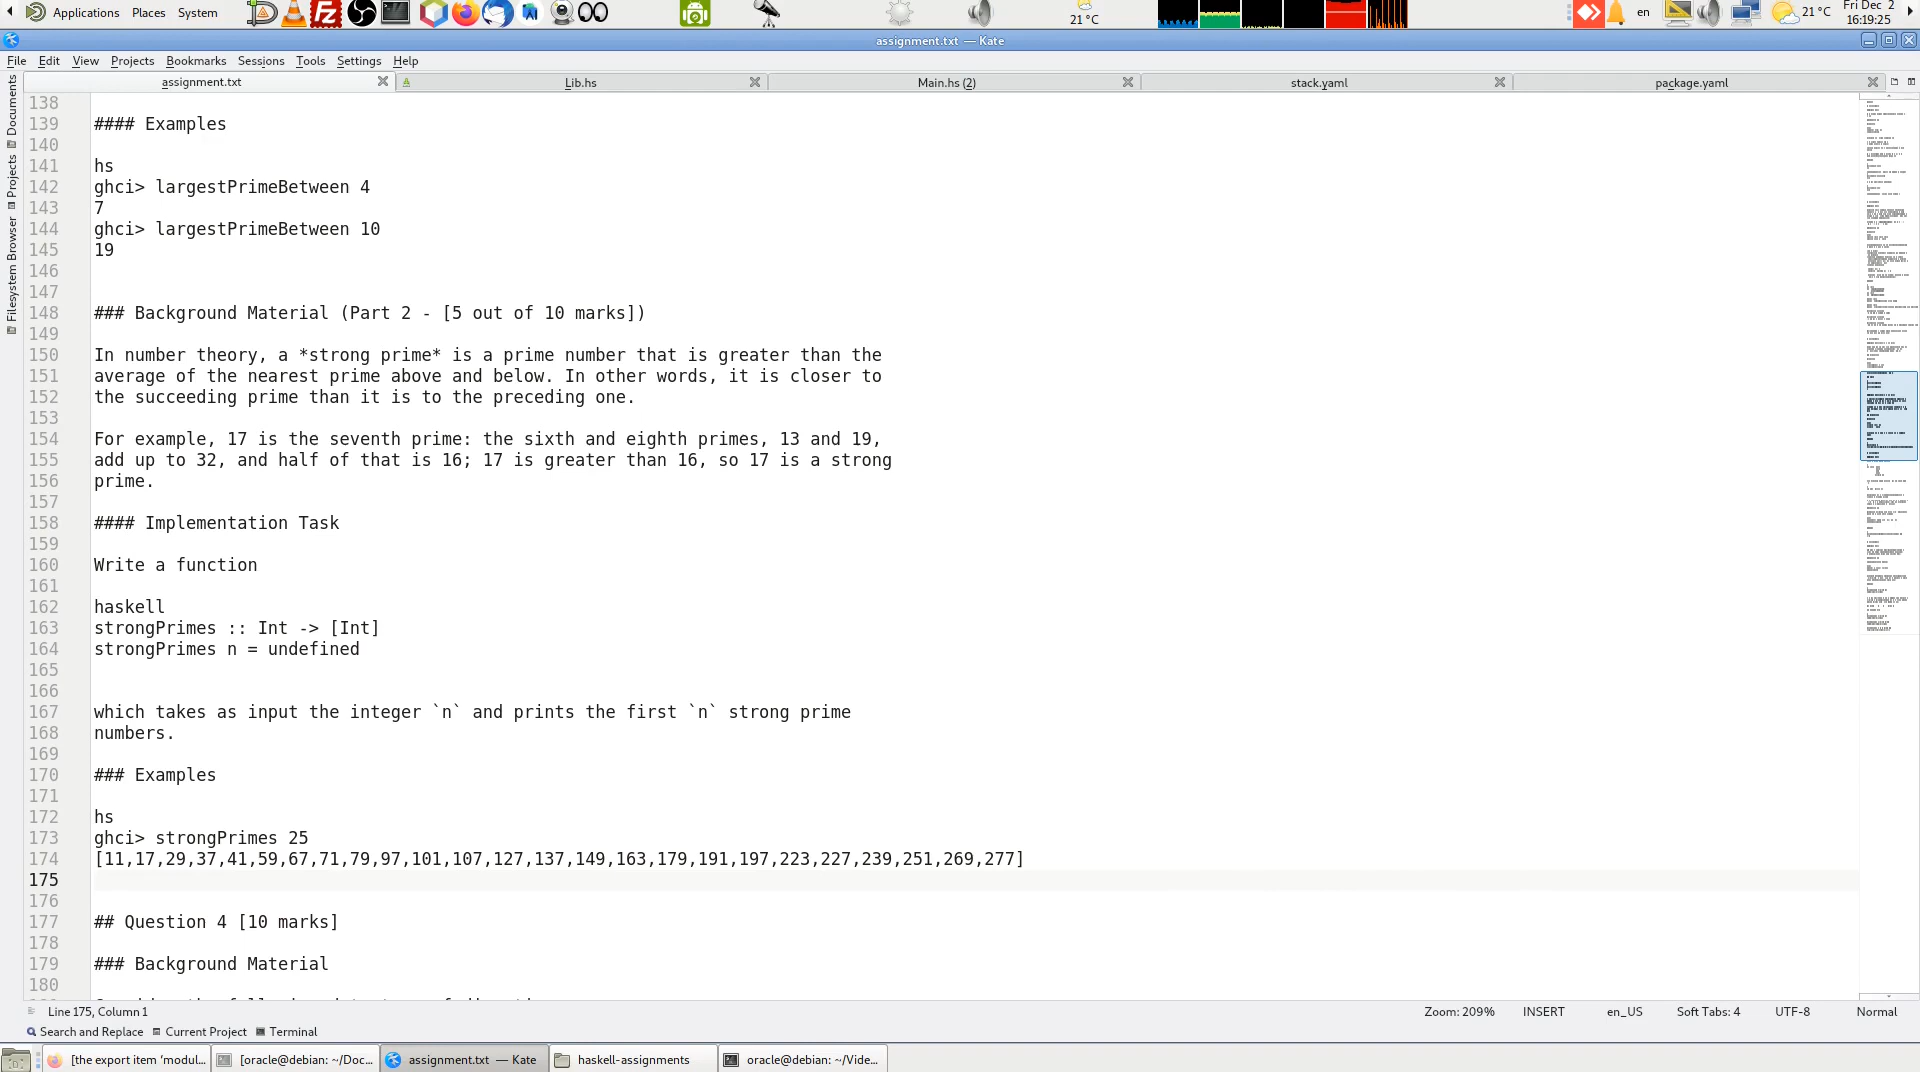 Applications Places System
21 °C
en
21 °C
Fri Dec 2
16:19:25
assignment.txt — Kate
File Edit View Projects Bookmarks Sessions Tools Settings Help
assignment.txt Lib.hs Main.hs (2) stack.yaml package.yaml
Documents
Projects
Filesystem Browser
138
139 #### Examples
140
141 hs
142 ghci> largestPrimeBetween 4
143 7
144 ghci> largestPrimeBetween 10
145 19
146
147
148 ### Background Material (Part 2 - [5 out of 10 marks])
149
150 In number theory, a *strong prime* is a prime number that is greater than the
151 average of the nearest prime above and below. In other words, it is closer to
152 the succeeding prime than it is to the preceding one.
153
154 For example, 17 is the seventh prime: the sixth and eighth primes, 13 and 19,
155 add up to 32, and half of that is 16; 17 is greater than 16, so 17 is a strong
156 prime.
157
158 #### Implementation Task
159
160 Write a function
161
162 haskell
163 strongPrimes :: Int -> [Int]
164 strongPrimes n = undefined
165
166
167 which takes as input the integer `n` and prints the first `n` strong prime
168 numbers.
169
170 ### Examples
171
172 hs
173 ghci> strongPrimes 25
174 [11,17,29,37,41,59,67,71,79,97,101,107,127,137,149,163,179,191,197,223,227,239,251,269,277]
175
176
177 ## Question 4 [10 marks]
178
179 ### Background Material
180
Line 175, Column 1 Zoom: 209% INSERT en_US Soft Tabs: 4 UTF-8 Normal
Search and Replace Current Project Terminal
[the export item ‘modul... [oracle@debian: ~/Doc... assignment.txt — Kate haskell-assignments oracle@debian: ~/Vide...